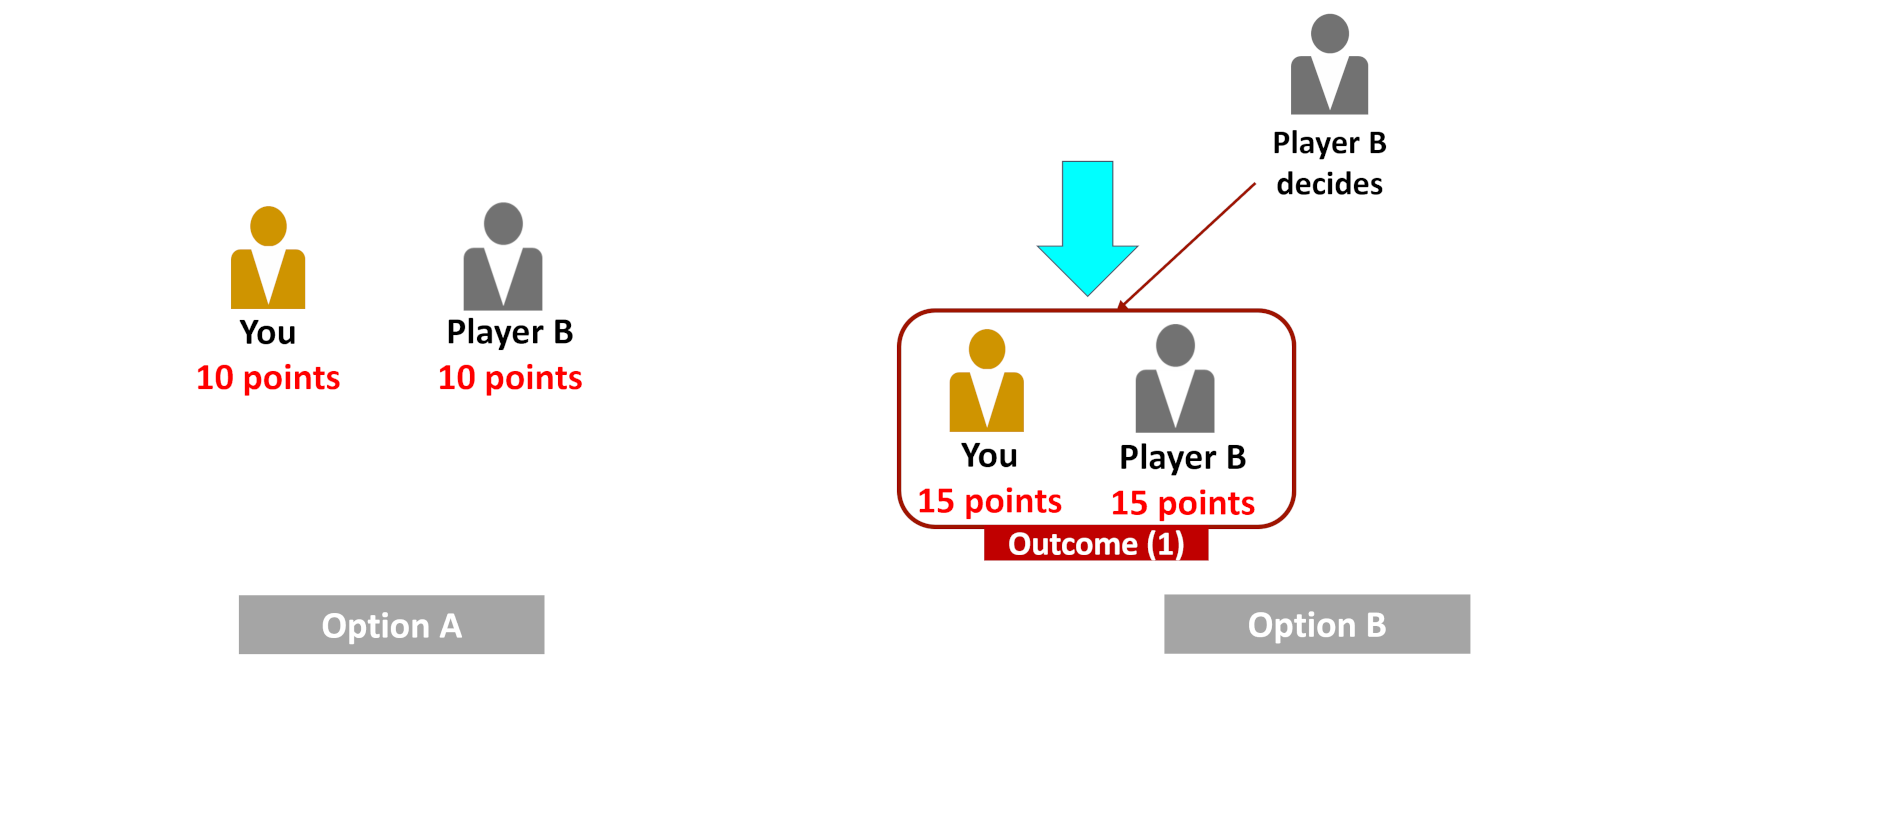 You
10 points
Player B
10 points
Option A
Player B
decides
You
15 points
Player B
15 points
Outcome (1)
Option B